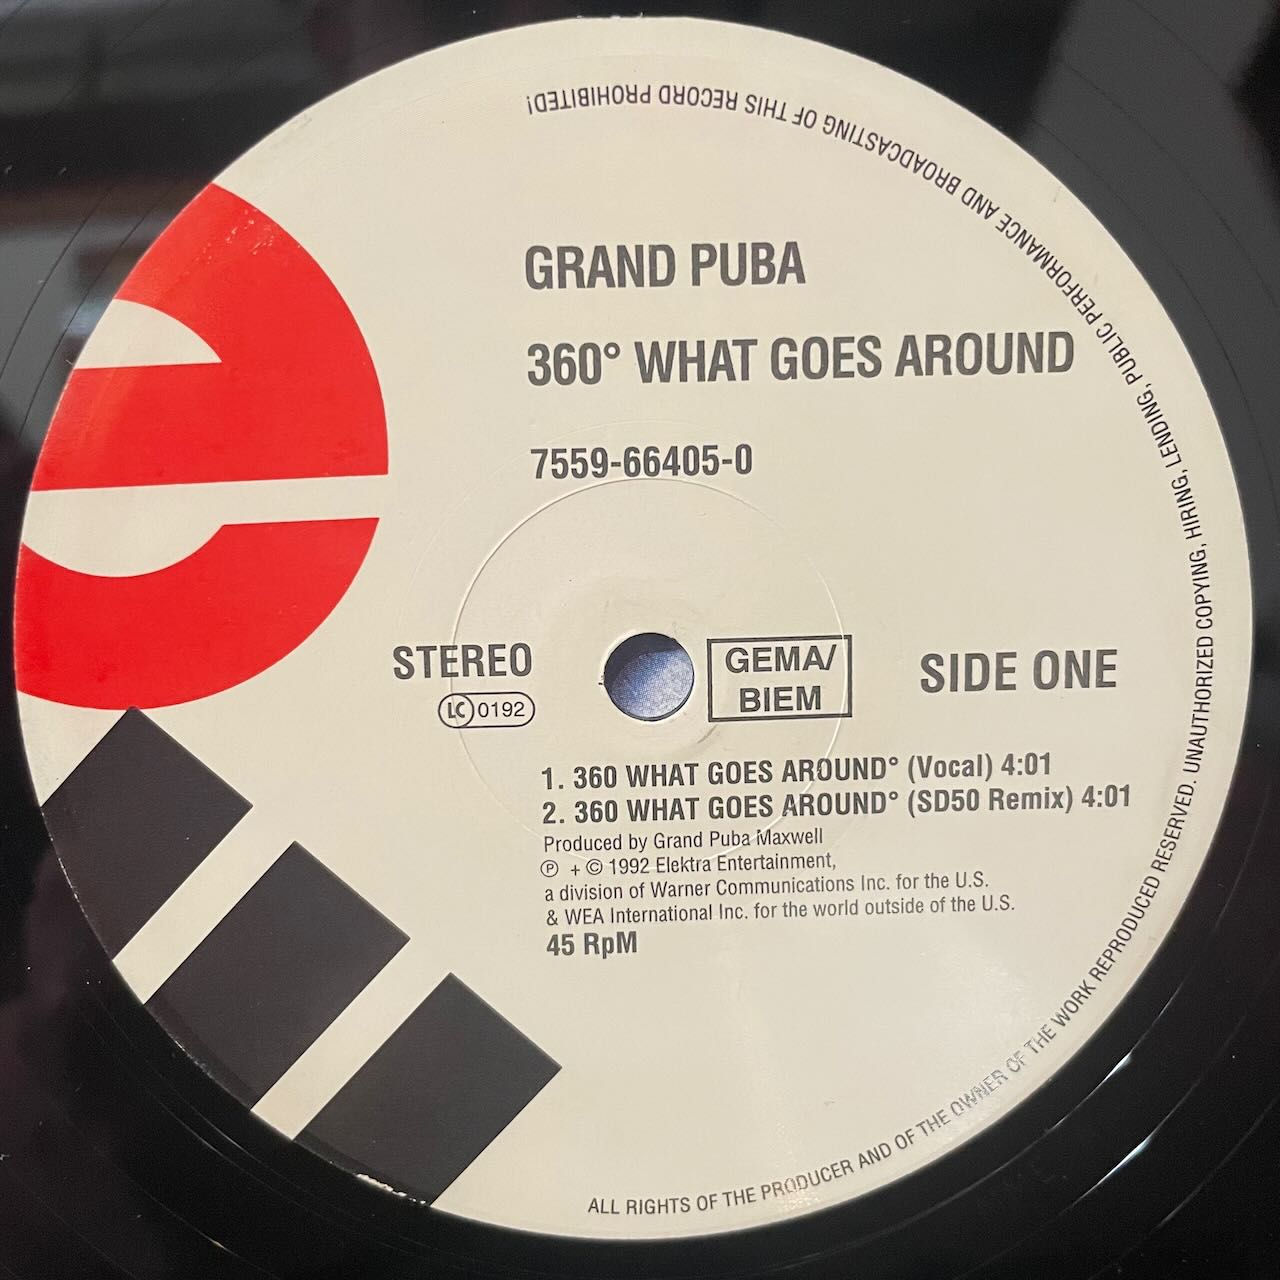 GRAND PUBA
360° WHAT GOES AROUND
7559-66405-0
STEREO
LC 0192
GEMA/
BIEM
SIDE ONE
1. 360 WHAT GOES AROUND° (Vocal) 4:01
2. 360 WHAT GOES AROUND° (SD50 Remix) 4:01
Produced by Grand Puba Maxwell
℗ + © 1992 Elektra Entertainment,
a division of Warner Communications Inc. for the U.S.
& WEA International Inc. for the world outside of the U.S.
45 RpM
ALL RIGHTS OF THE PRODUCER AND OF THE OWNER OF THE WORK REPRODUCED RESERVED. UNAUTHORIZED COPYING, HIRING, LENDING, PUBLIC PERFORMANCE AND BROADCASTING OF THIS RECORD PROHIBITED!